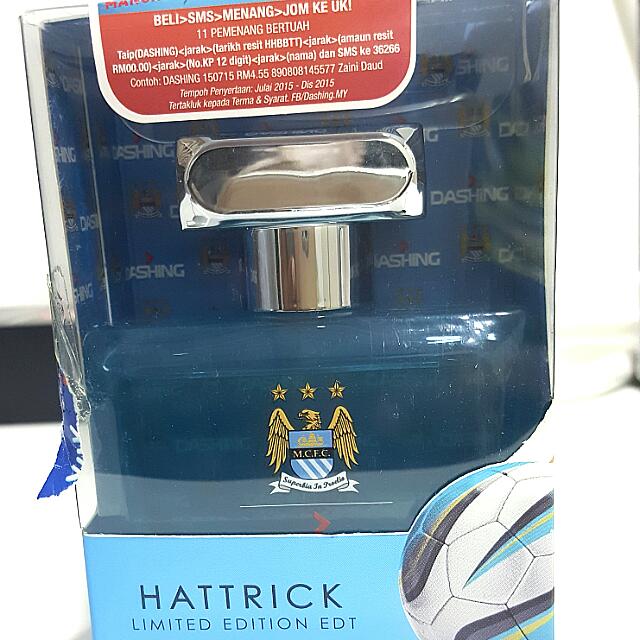 BELI>SMS>MENANG>JOM KE UK!
11 PEMENANG BERTUAH
Taip(DASHING)<jarak>(tarikh resit HHBBTT)<jarak>(amaun resit
RM00.00)<jarak>(No.KP 12 digit)<jarak>(nama) dan SMS ke 36266
Contoh: DASHING 150715 RM4.55 890808145577 Zaini Daud
Tempoh Penyertaan: Julai 2015 - Dis 2015
Tertakluk kepada Terma & Syarat. FB/Dashing.MY
DASHING
DASHING
DASHING
M.C.F.C.
Superbia In Proelio
HATTRICK
LIMITED EDITION EDT